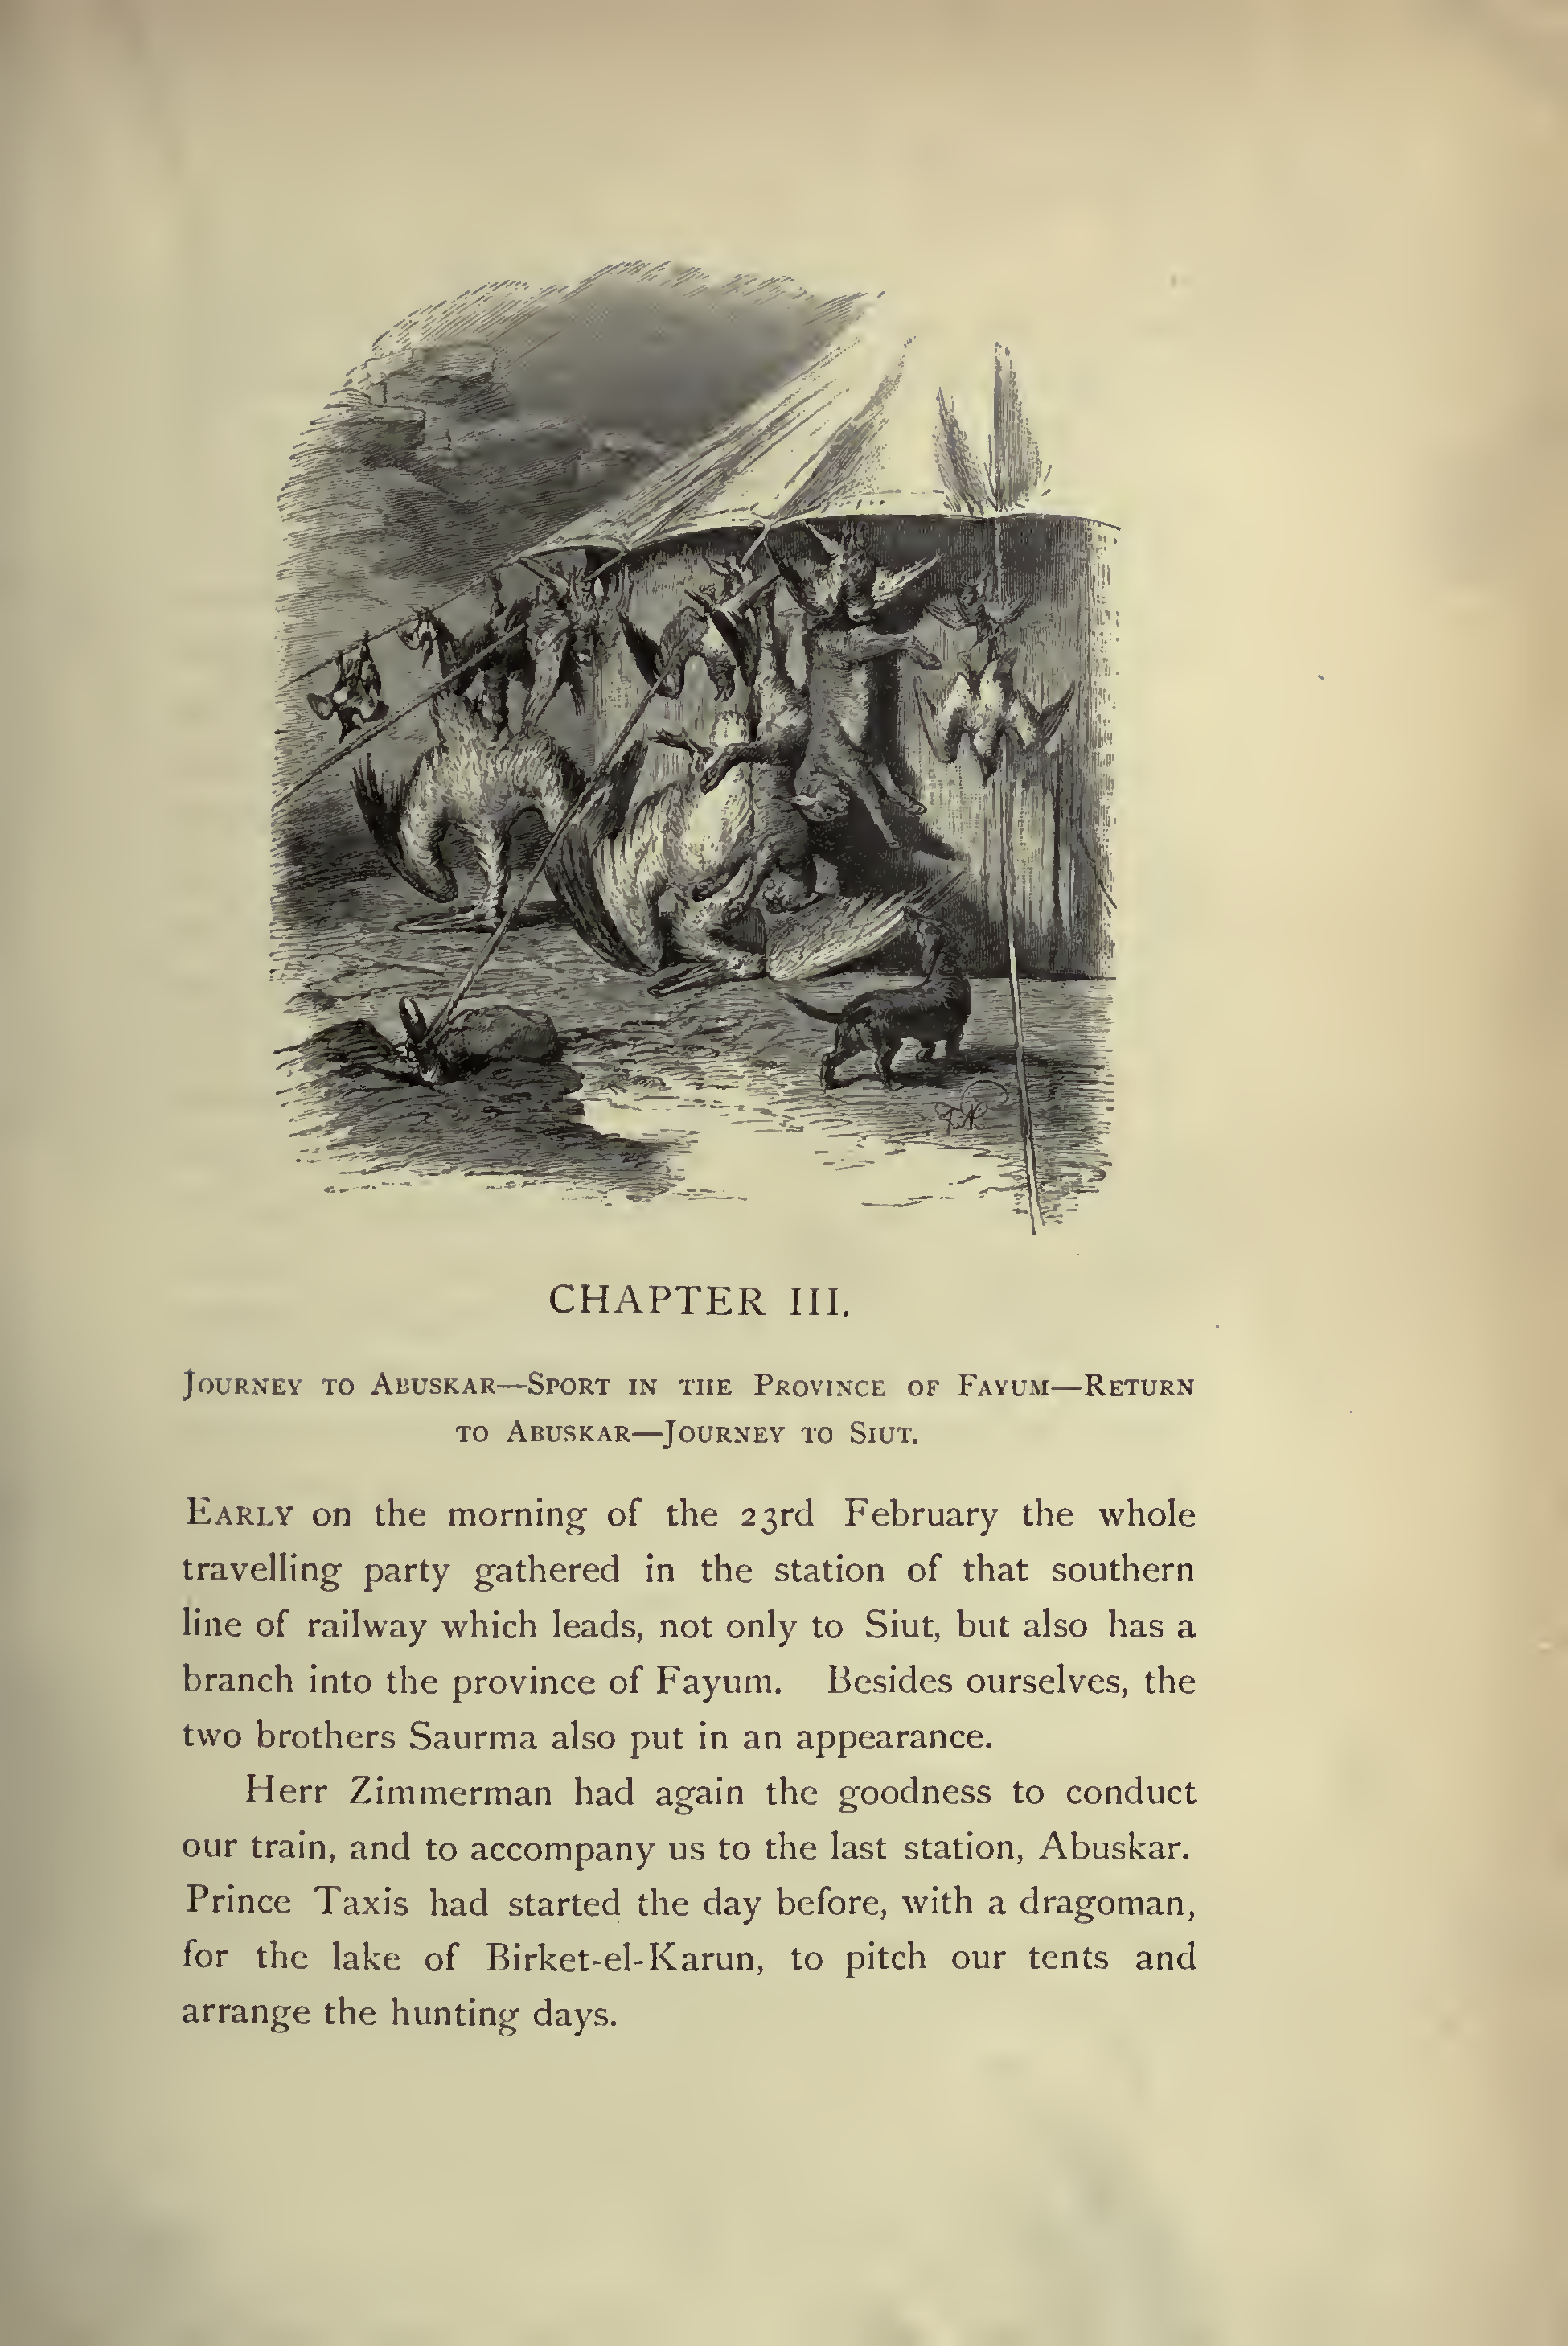 CHAPTER III.
Journey to Abuskar—Sport in the Province of Fayum—Return
to Abuskar—Journey to Siut.
Early on the morning of the 23rd February the whole
travelling party gathered in the station of that southern
line of railway which leads, not only to Siut, but also has a
branch into the province of Fayum. Besides ourselves, the
two brothers Saurma also put in an appearance.
Herr Zimmerman had again the goodness to conduct
our train, and to accompany us to the last station, Abuskar.
Prince Taxis had started the day before, with a dragoman,
for the lake of Birket-el-Karun, to pitch our tents and
arrange the hunting days.